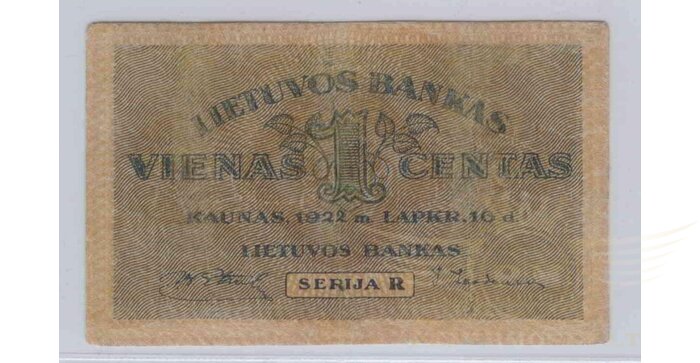 LIETUVOS BANKAS
VIENAS 1 CENTAS
KAUNAS, 1922 m. LAPKR. 16 d.
LIETUVOS BANKAS
SERIJA R